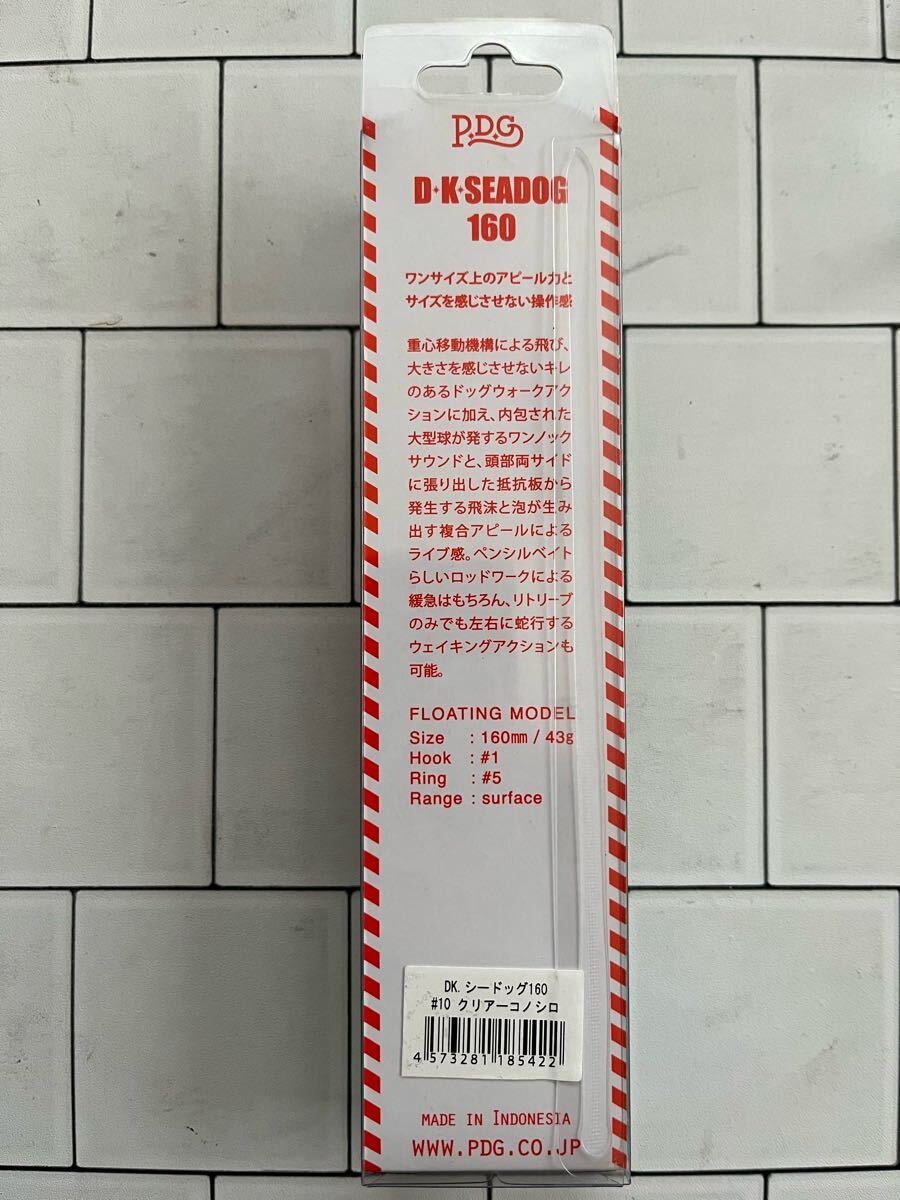 P.D.G
D・K・SEADOG
160
ワンサイズ上のアピール力と
サイズを感じさせない操作感
重心移動機構による飛び、
大きさを感じさせないキレ
のあるドッグウォークアク
ションに加え、内包された
大型球が発するワンノック
サウンドと、頭部両サイド
に張り出した抵抗板から
発生する飛沫と泡が生み
出す複合アピールによる
ライブ感。ペンシルベイト
らしいロッドワークによる
緩急はもちろん、リトリーブ
のみでも左右に蛇行する
ウェイキングアクションも
可能。
FLOATING MODEL
Size : 160mm / 43g
Hook : #1
Ring : #5
Range : surface
DK.シードッグ160
#10 クリアーコノシロ
4 573281 185422
MADE IN INDONESIA
WWW.PDG.CO.JP